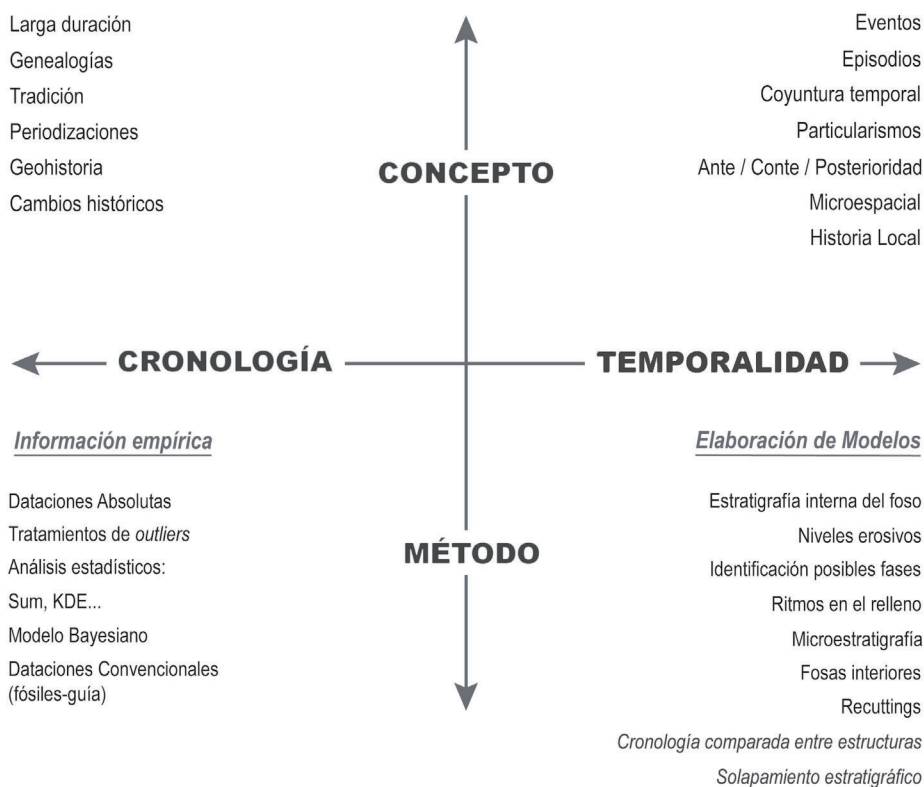 Larga duración
Genealogías
Tradición
Periodizaciones
Geohistoria
Cambios históricos
Eventos
Episodios
Coyuntura temporal
Particularismos
Ante / Conte / Posterioridad
Microespacial
Historia Local
CONCEPTO
CRONOLOGÍA
TEMPORALIDAD
Información empírica
Dataciones Absolutas
Tratamientos de outliers
Análisis estadísticos:
Sum, KDE...
Modelo Bayesiano
Dataciones Convencionales
(fósiles-guía)
MÉTODO
Elaboración de Modelos
Estratigrafía interna del foso
Niveles erosivos
Identificación posibles fases
Ritmos en el relleno
Microestratigrafía
Fosas interiores
Recuttings
Cronología comparada entre estructuras
Solapamiento estratigráfico